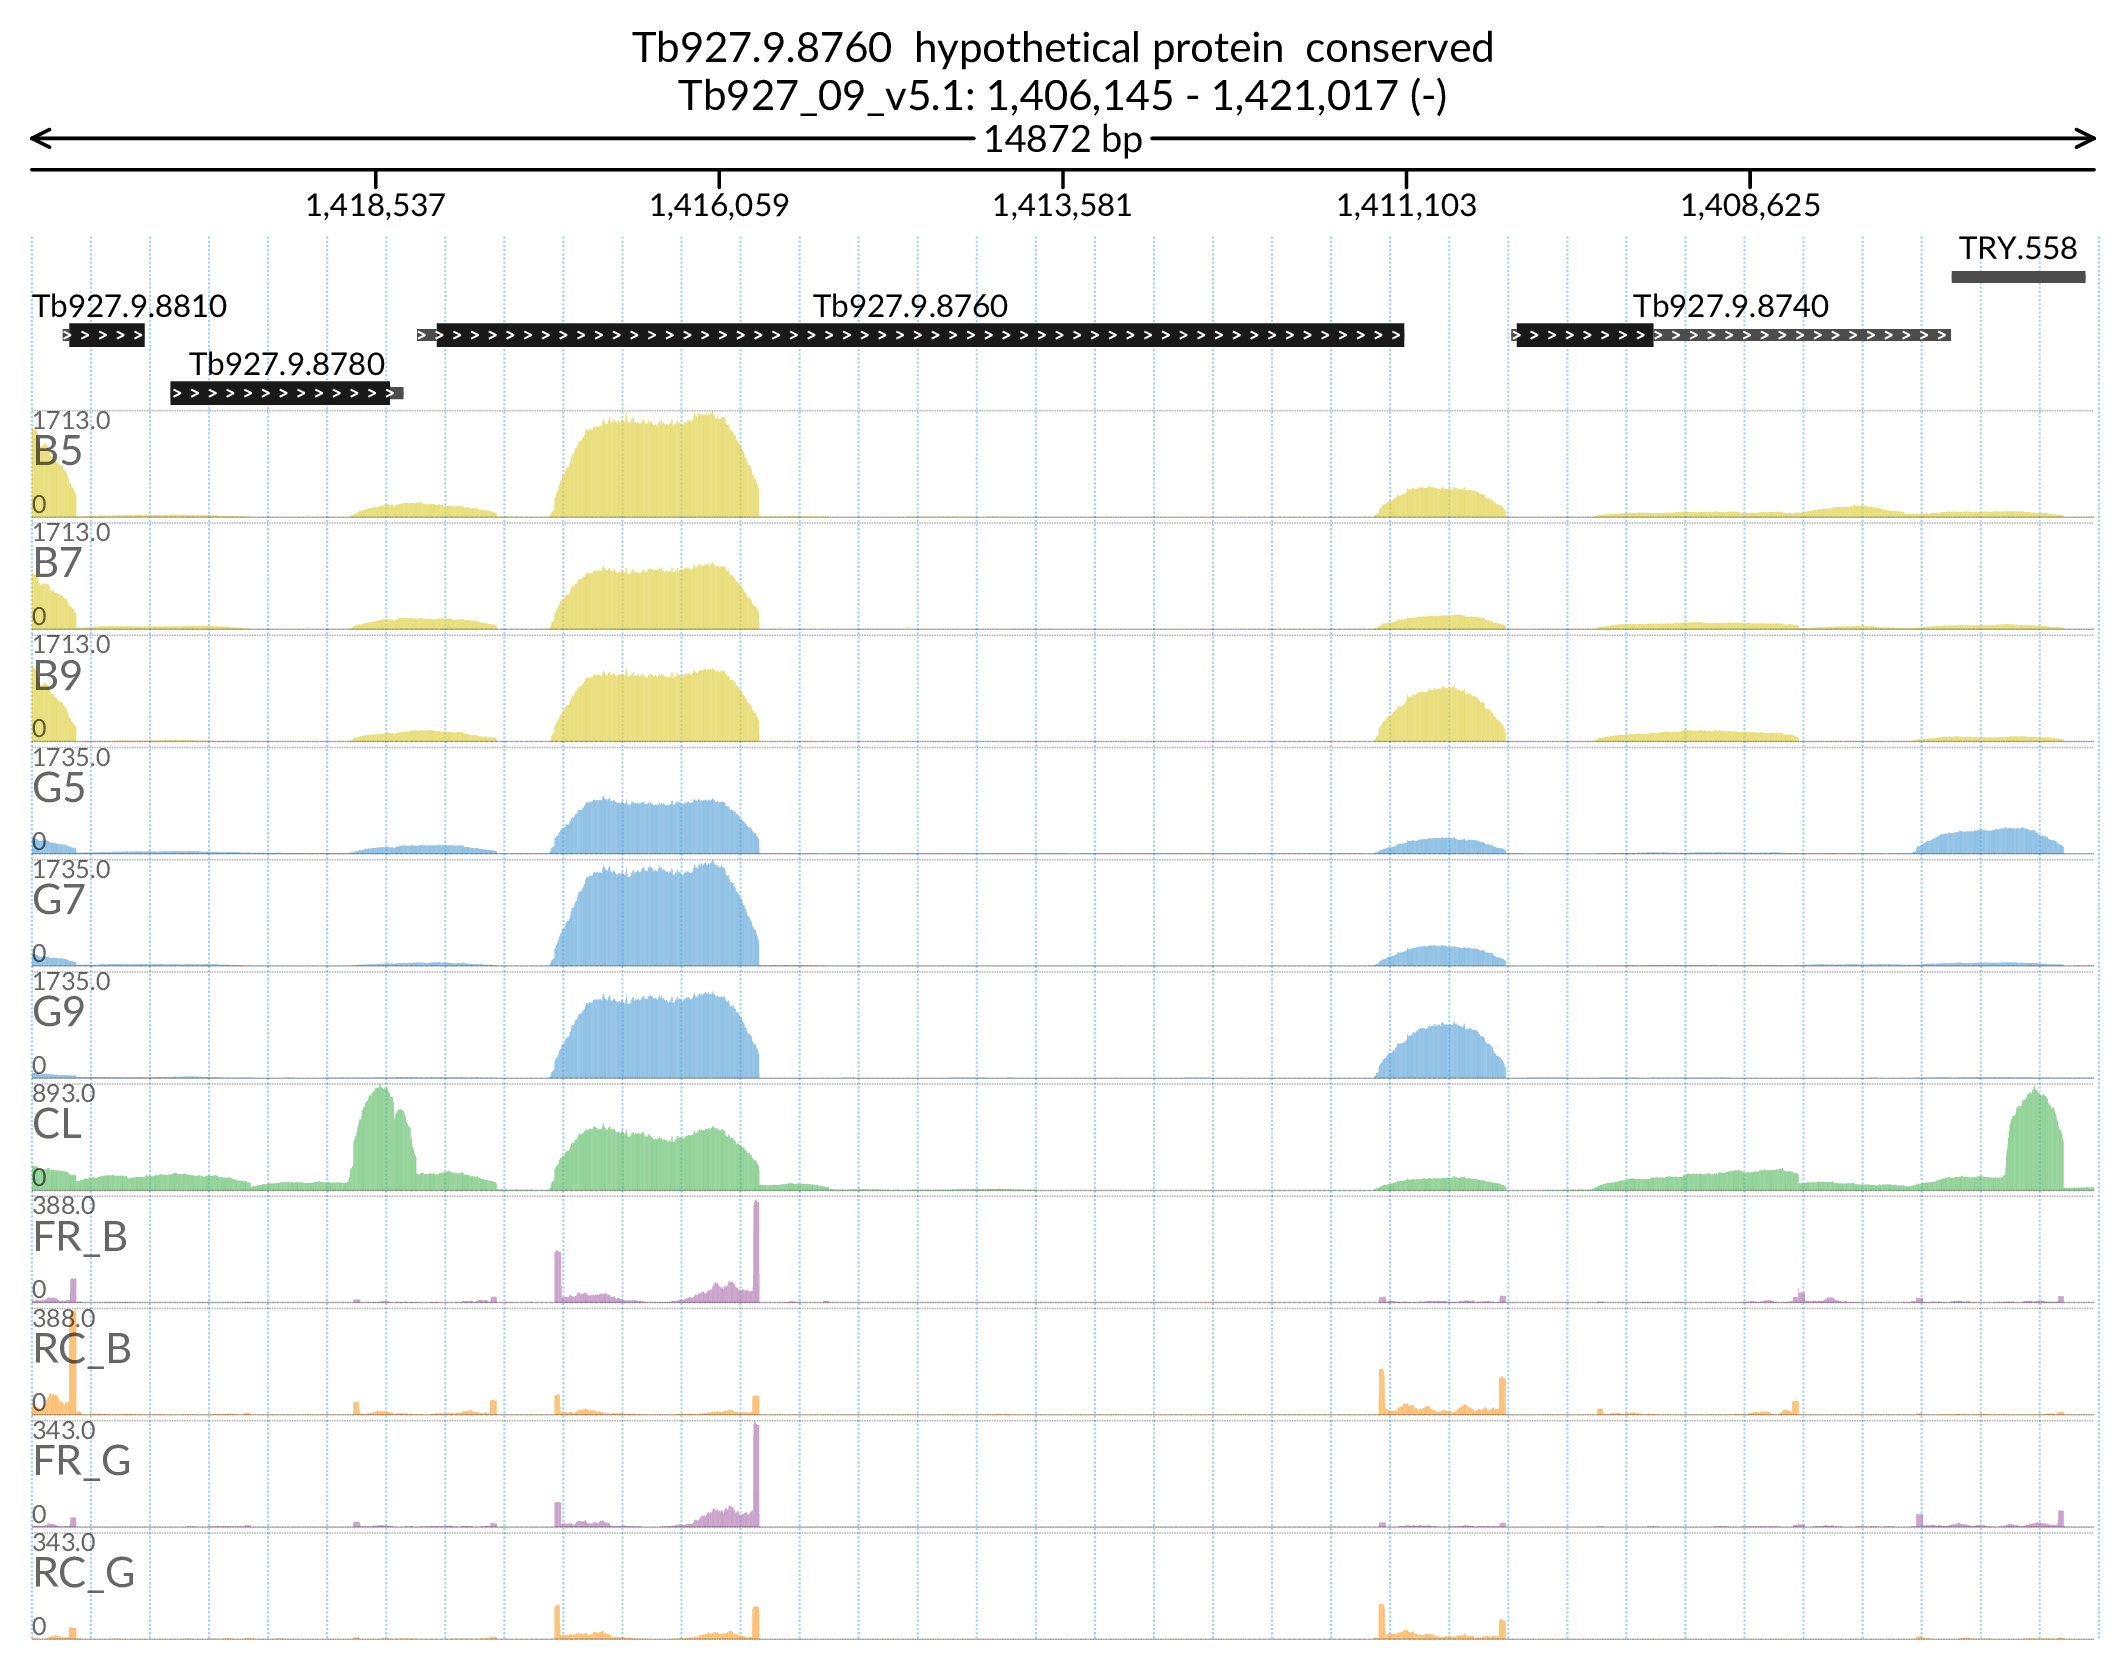 Tb927.9.8760 hypothetical protein conserved
Tb927_09_v5.1: 1,406,145 - 1,421,017 (-)
14872 bp
1,418,537 1,416,059 1,413,581 1,411,103 1,408,625
TRY.558
Tb927.9.8810 Tb927.9.8760 Tb927.9.8740
Tb927.9.8780
1713.0
B5
0
1713.0
B7
0
1713.0
B9
0
1735.0
G5
0
1735.0
G7
0
1735.0
G9
0
893.0
CL
0
388.0
FR_B
0
388.0
RC_B
0
343.0
FR_G
0
343.0
RC_G
0